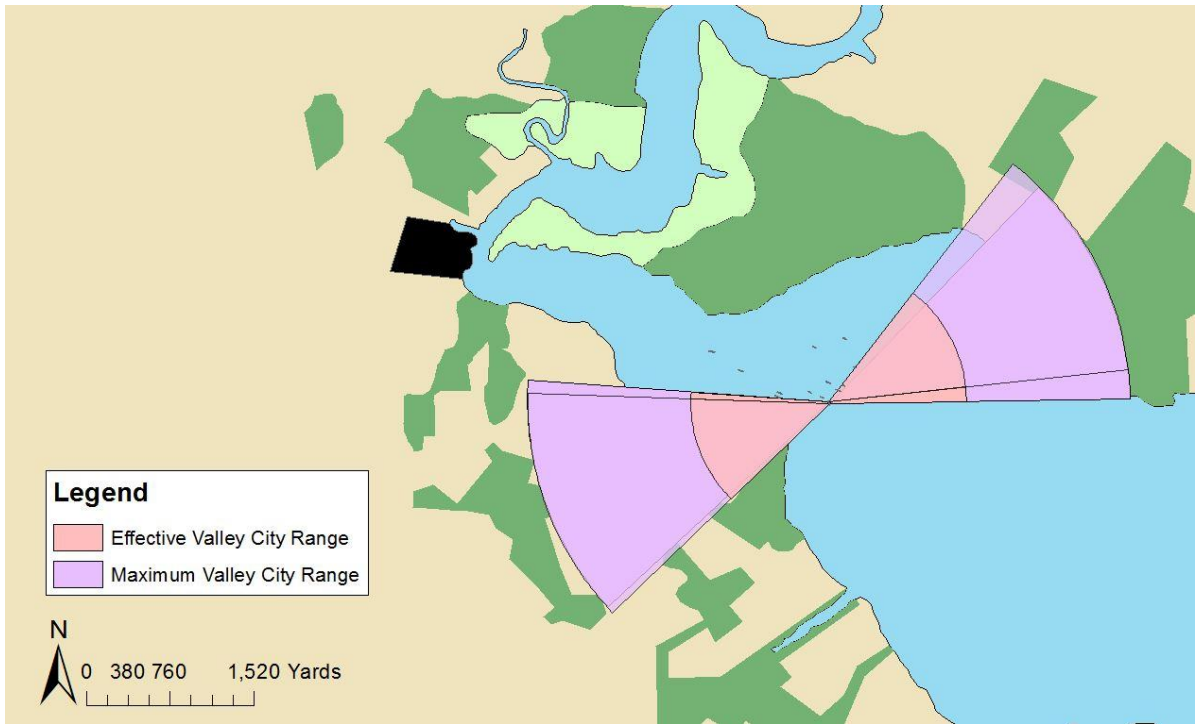 Legend
Effective Valley City Range
Maximum Valley City Range
N
0 380 760 1,520 Yards